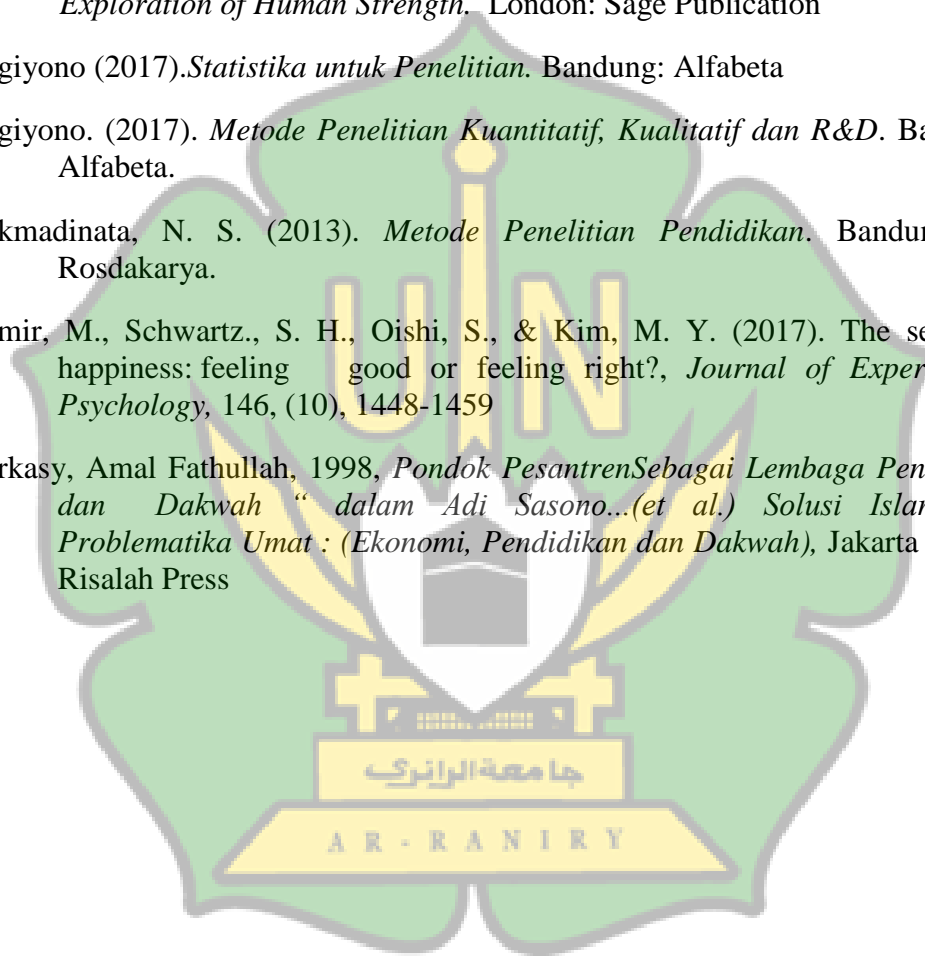 Exploration of Human Strength. London: Sage Publication
giyono (2017).Statistika untuk Penelitian. Bandung: Alfabeta
giyono. (2017). Metode Penelitian Kuantitatif, Kualitatif dan R&D. Ba
Alfabeta.
kmadinata, N. S. (2013). Metode Penelitian Pendidikan. Bandun
Rosdakarya.
mir, M., Schwartz., S. H., Oishi, S., & Kim, M. Y. (2017). The se
happiness: feeling good or feeling right?, Journal of Exper
Psychology, 146, (10), 1448-1459
rkasy, Amal Fathullah, 1998, Pondok PesantrenSebagai Lembaga Pen
dan Dakwah “ dalam Adi Sasono...(et al.) Solusi Islam
Problematika Umat : (Ekonomi, Pendidikan dan Dakwah), Jakarta
Risalah Press
UIN
جامعة الرانري
AR-RANIRY